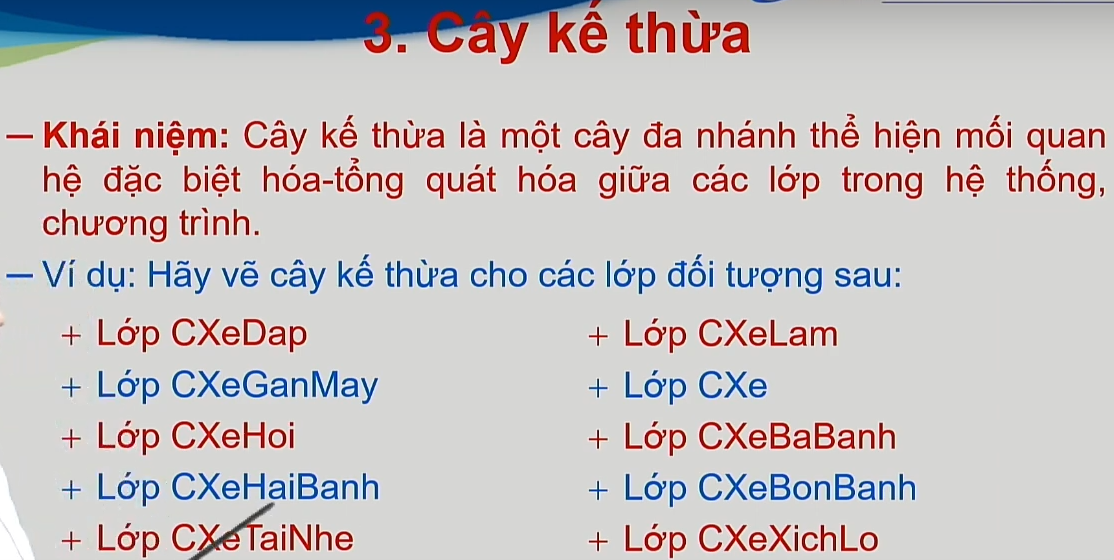 3. Cây kế thừa
— Khái niệm: Cây kế thừa là một cây đa nhánh thể hiện mối quan
hệ đặc biệt hóa-tổng quát hóa giữa các lớp trong hệ thống,
chương trình.
— Ví dụ: Hãy vẽ cây kế thừa cho các lớp đối tượng sau:
+ Lớp CXeDap
+ Lớp CXeGanMay
+ Lớp CXeHoi
+ Lớp CXeHaiBanh
+ Lớp CXeTaiNhe
+ Lớp CXeLam
+ Lớp CXe
+ Lớp CXeBaBanh
+ Lớp CXeBonBanh
+ Lớp CXeXichLo